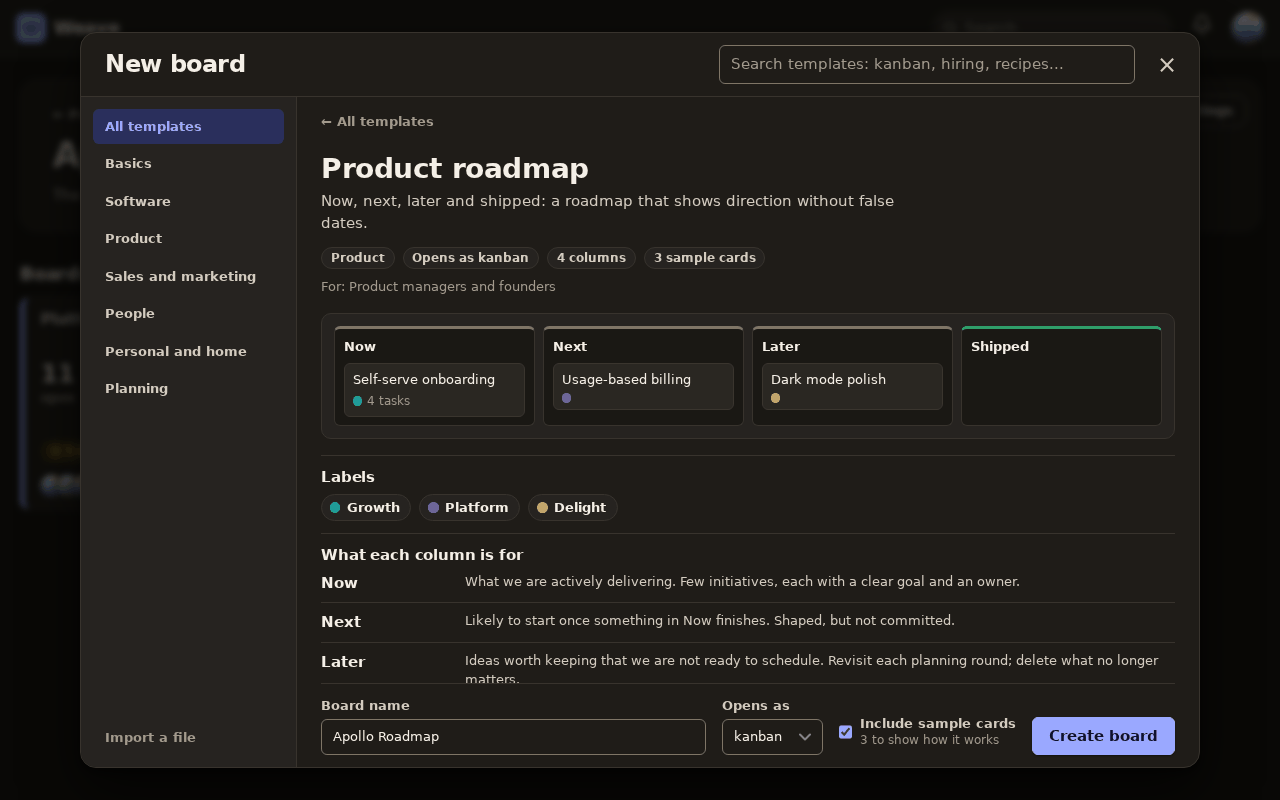 Weave
New board
Search templates: kanban, hiring, recipes...
All templates
Basics
Software
Product
Sales and marketing
People
Personal and home
Planning
Import a file
← All templates
Product roadmap
Now, next, later and shipped: a roadmap that shows direction without false
dates.
Product
Opens as kanban
4 columns
3 sample cards
For: Product managers and founders
Now
Self-serve onboarding
4 tasks
Next
Usage-based billing
Later
Dark mode polish
Shipped
Labels
Growth
Platform
Delight
What each column is for
Now
What we are actively delivering. Few initiatives, each with a clear goal and an owner.
Next
Likely to start once something in Now finishes. Shaped, but not committed.
Later
Ideas worth keeping that we are not ready to schedule. Revisit each planning round; delete what no longer
matters.
Board name
Apollo Roadmap
Opens as
kanban
Include sample cards
3 to show how it works
Create board